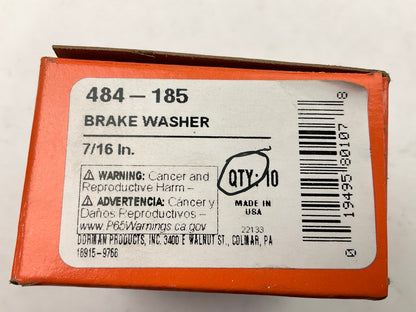 484-185
BRAKE WASHER
7/16 In.
⚠ WARNING: Cancer and
Reproductive Harm -
⚠ ADVERTENCIA: Cáncer y
Daños Reproductivos -
www.P65Warnings.ca.gov
QTY: 10
MADE IN
USA
22133
DORMAN PRODUCTS, INC. 3400 E WALNUT ST., COLMAR, PA
18915-9768
0 19495 80107 8